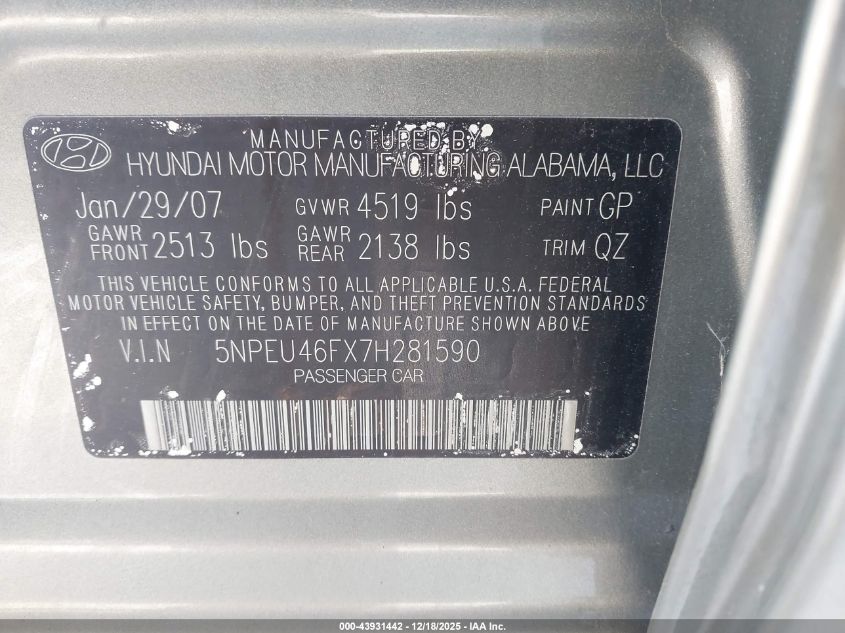 MANUFACTURED BY
HYUNDAI MOTOR MANUFACTURING ALABAMA, LLC
Jan/29/07 GVWR 4519 lbs PAINT GP
GAWR FRONT 2513 lbs GAWR REAR 2138 lbs TRIM QZ
THIS VEHICLE CONFORMS TO ALL APPLICABLE U.S.A. FEDERAL
MOTOR VEHICLE SAFETY, BUMPER, AND THEFT PREVENTION STANDARDS
IN EFFECT ON THE DATE OF MANUFACTURE SHOWN ABOVE.
V.I.N 5NPEU46FX7H281590
PASSENGER CAR
000-43931442 - 12/18/2025 - IAA Inc.